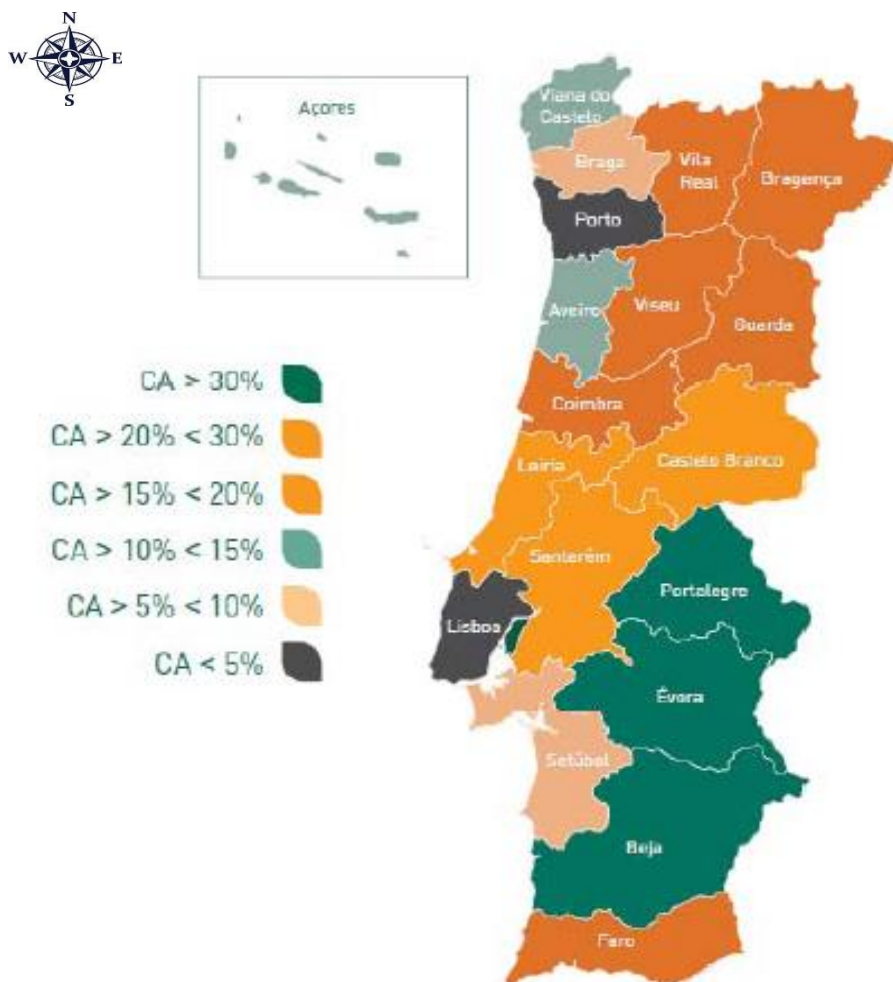 N
W E
S
Açores
Viana do
Castelo
Braga
Vila
Real
Bragença
Porto
Aveiro
Viseu
Guarda
Coimbra
CA > 30%
CA > 20% < 30%
CA > 15% < 20%
CA > 10% < 15%
CA > 5% < 10%
CA < 5%
Leiria
Castelo Branco
Santarém
Portalegre
Lisboa
Évora
Setúbal
Beja
Faro